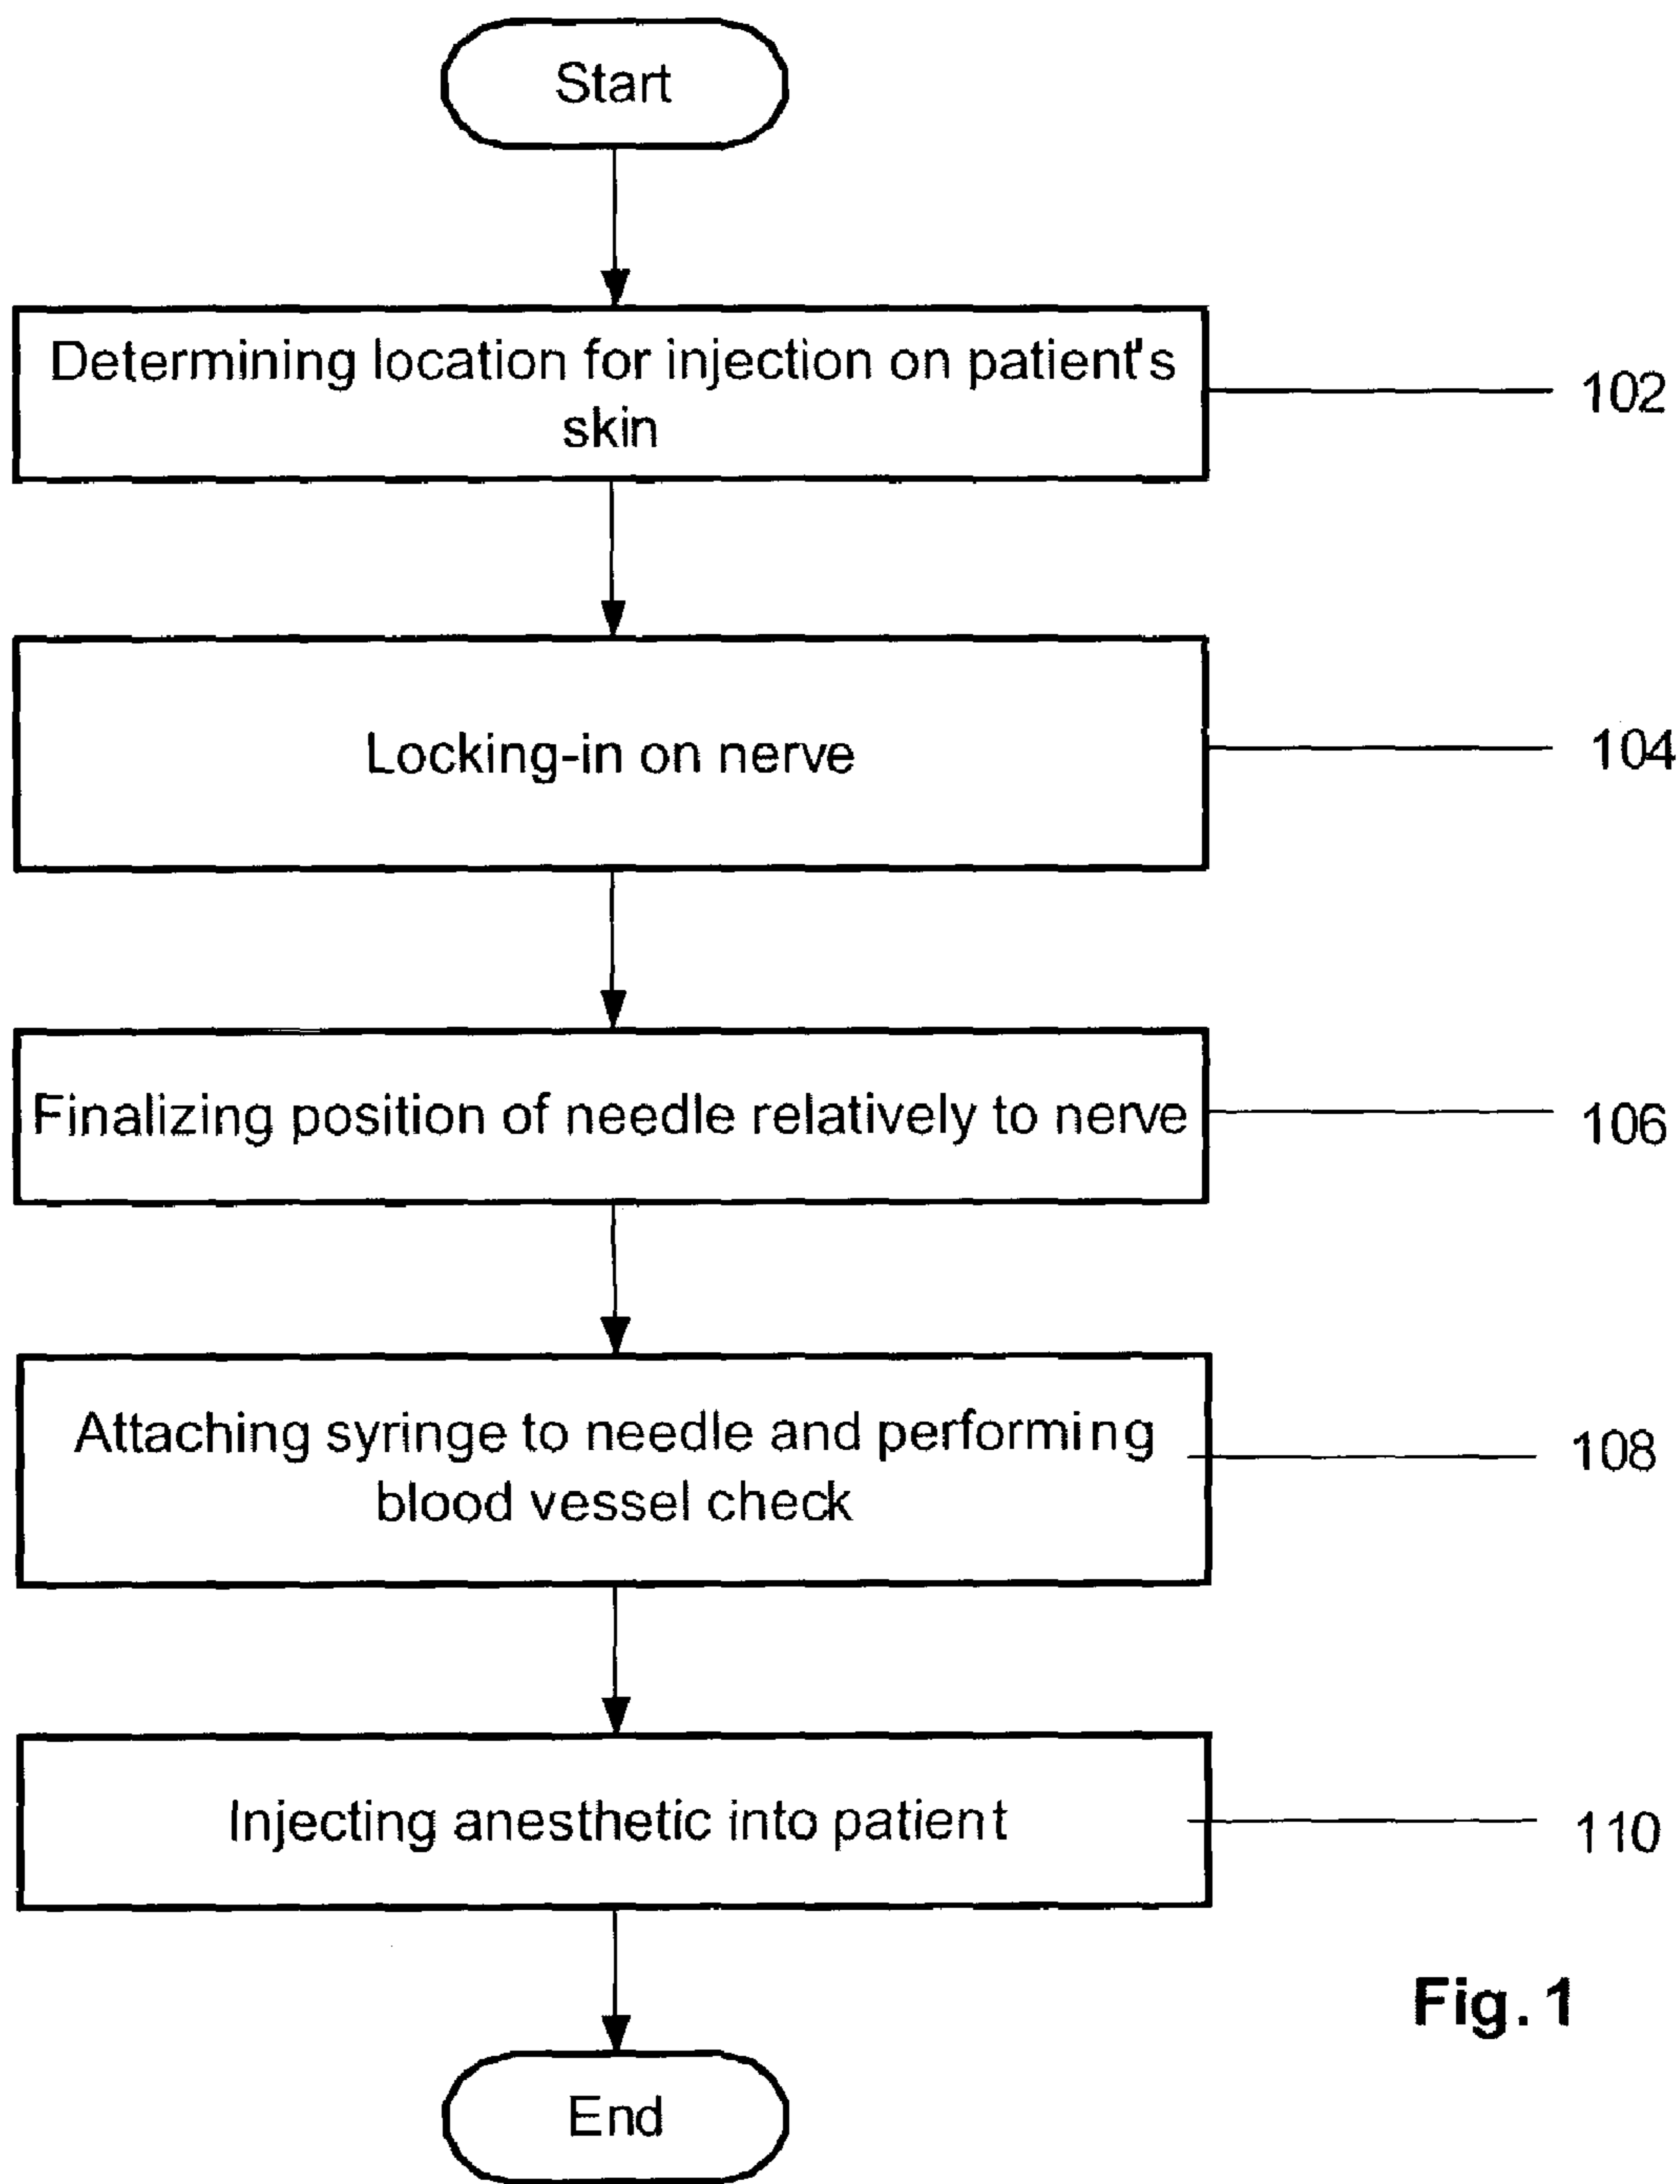 Start
Determining location for injection on patient's
skin
102
Locking-in on nerve
104
Finalizing position of needle relatively to nerve
106
Attaching syringe to needle and performing
blood vessel check
108
Injecting anesthetic into patient
110
Fig. 1
End